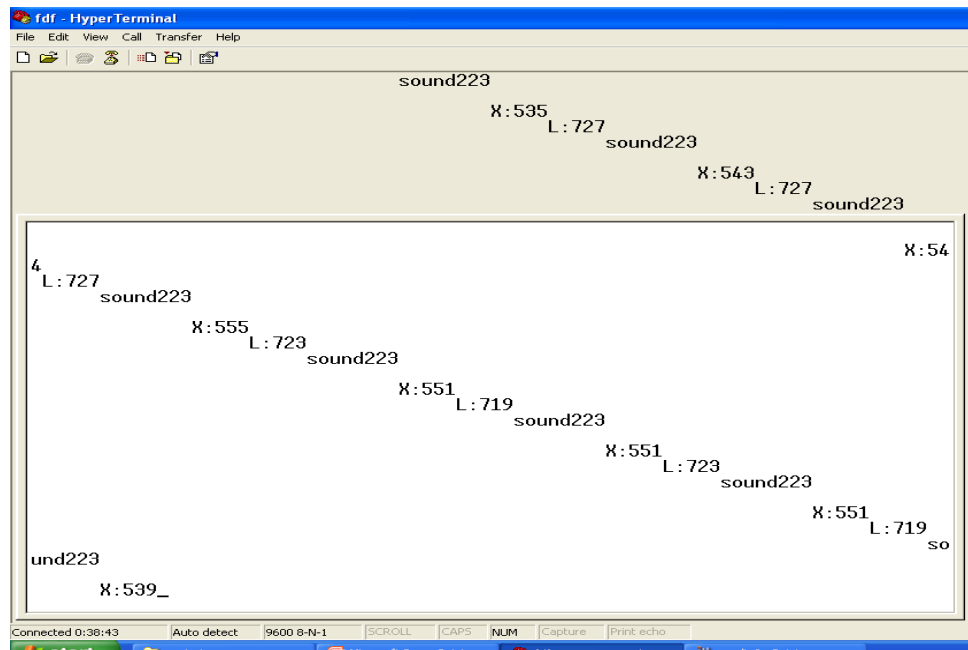 fdf - HyperTerminal
File Edit View Call Transfer Help
sound223
X:535
L:727
sound223
X:543
L:727
sound223
X:54
4
L:727
sound223
X:555
L:723
sound223
X:551
L:719
sound223
X:551
L:723
sound223
X:551
L:719
so
und223
X:539_
Connected 0:38:43 Auto detect 9600 8-N-1 SCROLL CAPS NUM Capture Print echo